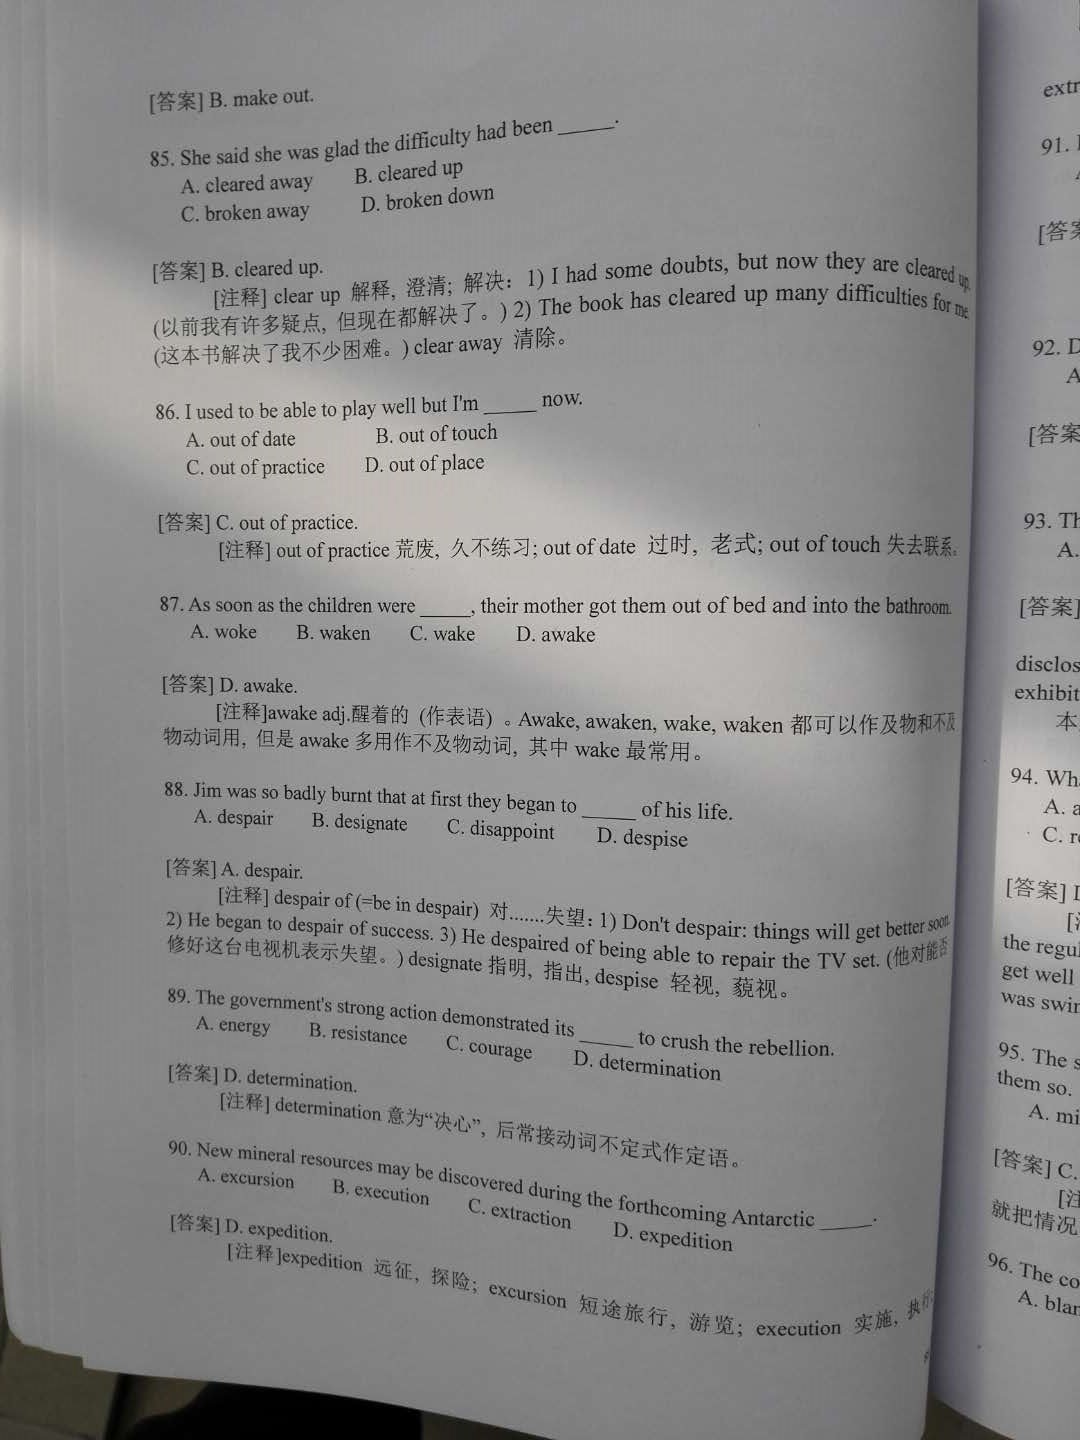 [答案] B. make out.
85. She said she was glad the difficulty had been _____.
A. cleared away B. cleared up
C. broken away D. broken down
[答案] B. cleared up.
[注释] clear up 解释, 澄清; 解决: 1) I had some doubts, but now they are cleared up.
(以前我有许多疑点, 但现在都解决了。) 2) The book has cleared up many difficulties for me.
(这本书解决了我不少困难。) clear away 清除。
86. I used to be able to play well but I'm _____ now.
A. out of date B. out of touch
C. out of practice D. out of place
[答案] C. out of practice.
[注释] out of practice 荒废, 久不练习; out of date 过时, 老式; out of touch 失去联系。
87. As soon as the children were _____, their mother got them out of bed and into the bathroom.
A. woke B. waken C. wake D. awake
[答案] D. awake.
[注释]awake adj.醒着的 (作表语) 。Awake, awaken, wake, waken 都可以作及物和不及
物动词用, 但是 awake 多用作不及物动词, 其中 wake 最常用。
88. Jim was so badly burnt that at first they began to _____ of his life.
A. despair B. designate C. disappoint D. despise
[答案] A. despair.
[注释] despair of (=be in despair) 对.......失望: 1) Don't despair: things will get better soon.
2) He began to despair of success. 3) He despaired of being able to repair the TV set. (他对能否
修好这台电视机表示失望。) designate 指明, 指出, despise 轻视, 藐视。
89. The government's strong action demonstrated its _____ to crush the rebellion.
A. energy B. resistance C. courage D. determination
[答案] D. determination.
[注释] determination 意为“决心”, 后常接动词不定式作定语。
90. New mineral resources may be discovered during the forthcoming Antarctic _____.
A. excursion B. execution C. extraction D. expedition
[答案] D. expedition.
[注释]expedition 远征, 探险; excursion 短途旅行, 游览; execution 实施, 执行;
91.
[答案
92.
A
[答案
93. Th
A.
[答案]
disclos
exhibit
本
94. Wh
A. a
C. r
[答案]
the regul
get well
was swin
95. The s
them so.
A. mi
[答案] C.
[注
就把情况
96. The co
A. blan